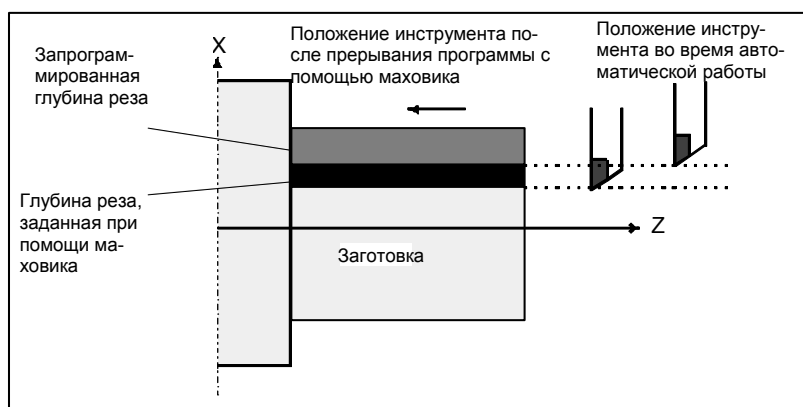 Запрограм-
мированная
глубина реза
X
Положение инструмента по-
сле прерывания программы с
помощью маховика
Положение инстру-
мента во время авто-
матической работы
Глубина реза,
заданная при
помощи ма-
ховика
Z
Заготовка